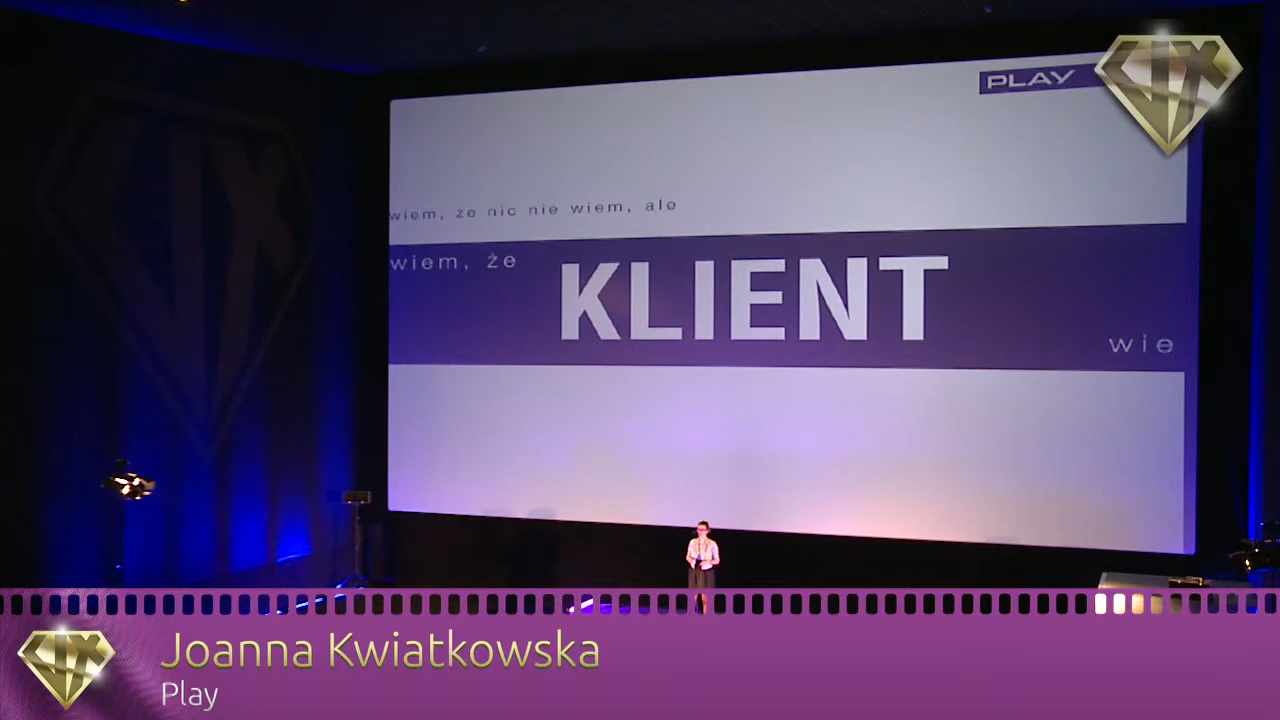 PLAY
wiem, że nic nie wiem, ale
wiem, że
KLIENT
wie
Joanna Kwiatkowska
Play